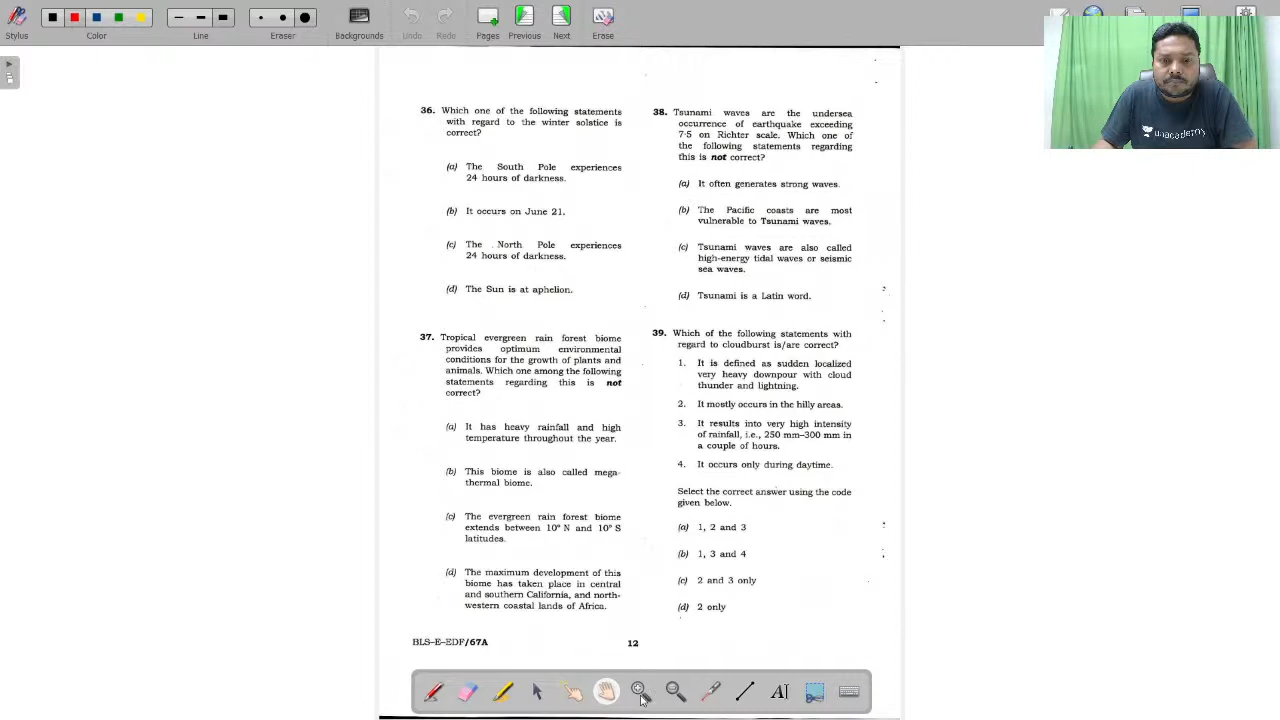 Stylus
Color
Line
Eraser
Backgrounds
Undo
Redo
Pages
Previous
Next
Erase
unacademy
36. Which one of the following statements
with regard to the winter solstice is
correct?
(a) The South Pole experiences
24 hours of darkness.
(b) It occurs on June 21.
(c) The North Pole experiences
24 hours of darkness.
(d) The Sun is at aphelion.
37. Tropical evergreen rain forest biome
provides optimum environmental
conditions for the growth of plants and
animals. Which one among the following
statements regarding this is not
correct?
(a) It has heavy rainfall and high
temperature throughout the year.
(b) This biome is also called mega-
thermal biome.
(c) The evergreen rain forest biome
extends between 10° N and 10° S
latitudes.
(d) The maximum development of this
biome has taken place in central
and southern California, and north-
western coastal lands of Africa.
38. Tsunami waves are the undersea
occurrence of earthquake exceeding
7·5 on Richter scale. Which one of
the following statements regarding
this is not correct?
(a) It often generates strong waves.
(b) The Pacific coasts are most
vulnerable to Tsunami waves.
(c) Tsunami waves are also called
high-energy tidal waves or seismic
sea waves.
(d) Tsunami is a Latin word.
39. Which of the following statements with
regard to cloudburst is/are correct?
1. It is defined as sudden localized
very heavy downpour with cloud
thunder and lightning.
2. It mostly occurs in the hilly areas.
3. It results into very high intensity
of rainfall, i.e., 250 mm–300 mm in
a couple of hours.
4. It occurs only during daytime.
Select the correct answer using the code
given below.
(a) 1, 2 and 3
(b) 1, 3 and 4
(c) 2 and 3 only
(d) 2 only
BLS-E-EDF/67A
12